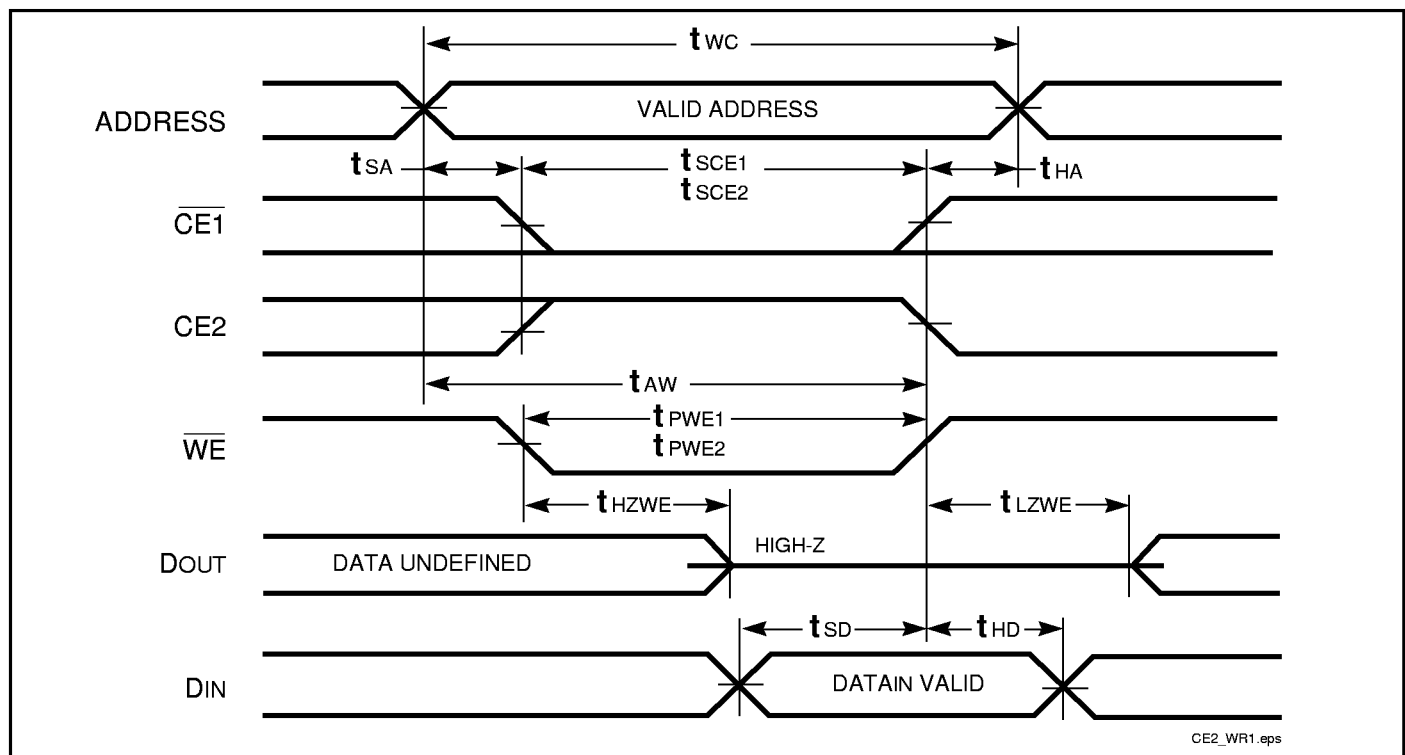 tWC
ADDRESS
VALID ADDRESS
tSA
tSCE1
tSCE2
tHA
CE1
CE2
tAW
tPWE1
tPWE2
WE
tHZWE
tLZWE
DOUT
DATA UNDEFINED
HIGH-Z
tSD
tHD
DIN
DATAIN VALID
CE2_WR1.eps